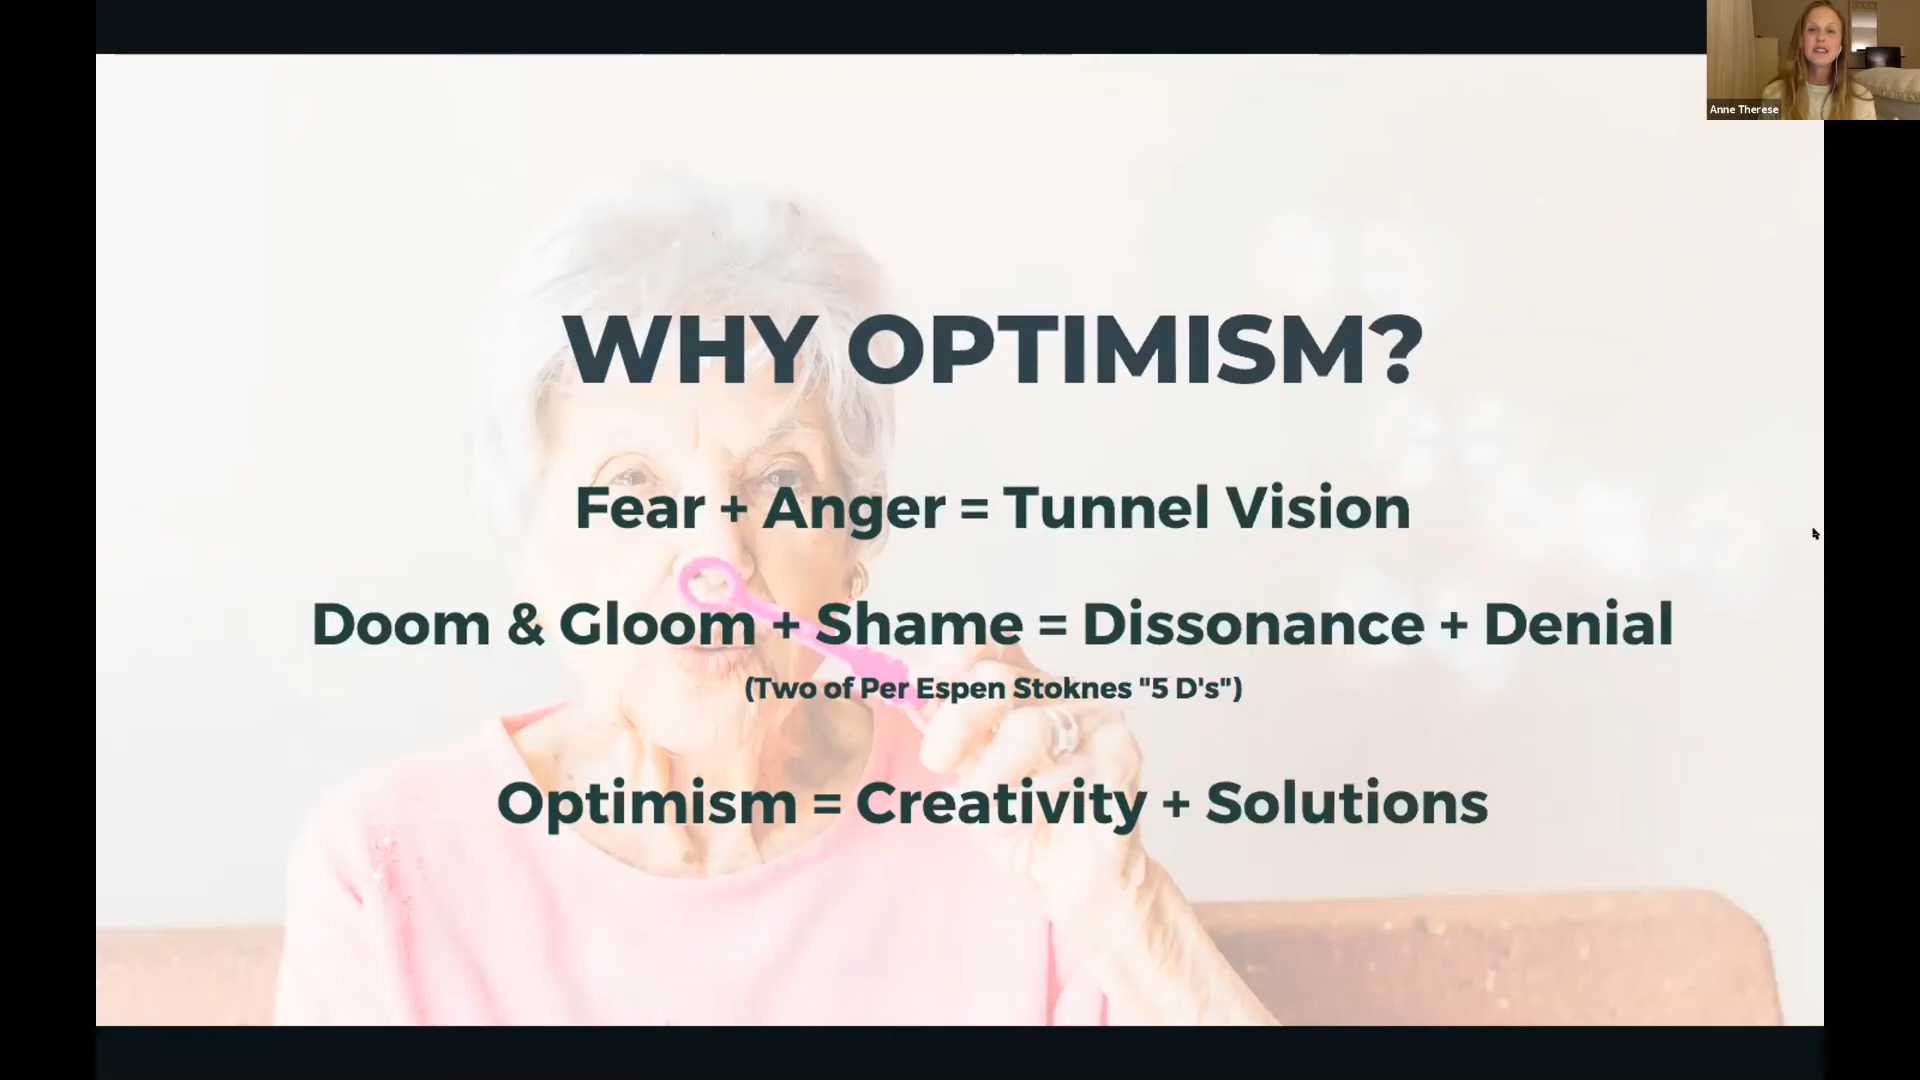 Anne Therese
WHY OPTIMISM?
Fear + Anger = Tunnel Vision
Doom & Gloom + Shame = Dissonance + Denial
(Two of Per Espen Stoknes "5 D's")
Optimism = Creativity + Solutions